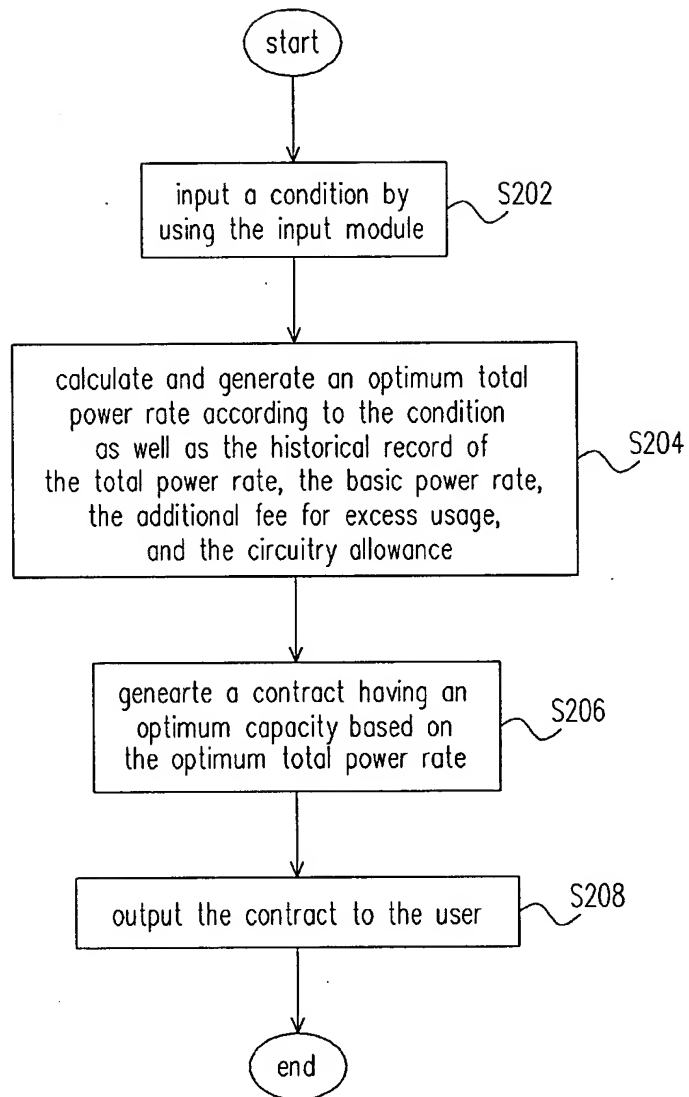 start
input a condition by
using the input module
S202
calculate and generate an optimum total
power rate according to the condition
as well as the historical record of
the total power rate, the basic power rate,
the additional fee for excess usage,
and the circuitry allowance
S204
genearte a contract having an
optimum capacity based on
the optimum total power rate
S206
output the contract to the user
S208
end